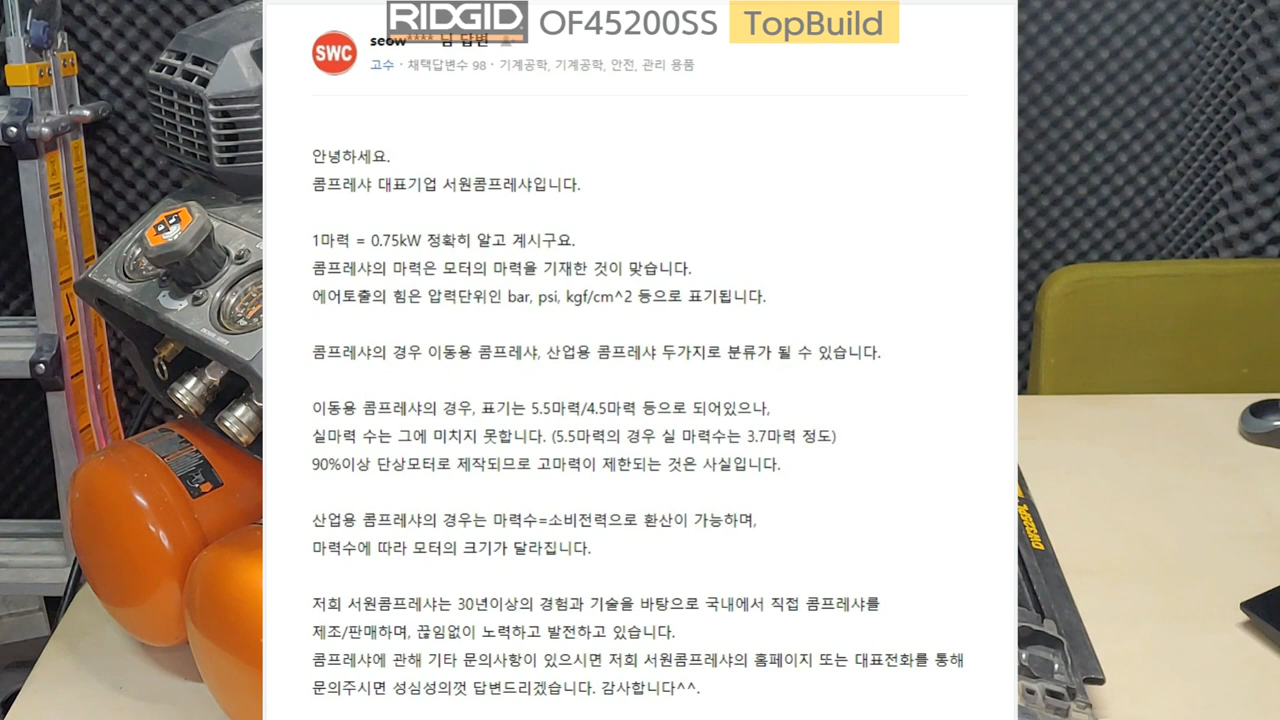 RIDGID OF45200SS TopBuild
SWC
seow**** 님 답변
고수 · 채택답변수 98 · 기계공학, 기계공학, 안전, 관리 용품
안녕하세요.
콤프레샤 대표기업 서원콤프레샤입니다.
1마력 = 0.75kW 정확히 알고 계시구요.
콤프레샤의 마력은 모터의 마력을 기재한 것이 맞습니다.
에어토출의 힘은 압력단위인 bar, psi, kgf/cm^2 등으로 표기됩니다.
콤프레샤의 경우 이동용 콤프레샤, 산업용 콤프레샤 두가지로 분류가 될 수 있습니다.
이동용 콤프레샤의 경우, 표기는 5.5마력/4.5마력 등으로 되어있으나,
실마력 수는 그에 미치지 못합니다. (5.5마력의 경우 실 마력수는 3.7마력 정도)
90%이상 단상모터로 제작되므로 고마력이 제한되는 것은 사실입니다.
산업용 콤프레샤의 경우는 마력수=소비전력으로 환산이 가능하며,
마력수에 따라 모터의 크기가 달라집니다.
저희 서원콤프레샤는 30년이상의 경험과 기술을 바탕으로 국내에서 직접 콤프레샤를
제조/판매하며, 끊임없이 노력하고 발전하고 있습니다.
콤프레샤에 관해 기타 문의사항이 있으시면 저희 서원콤프레샤의 홈페이지 또는 대표전화를 통해
문의주시면 성심성의껏 답변드리겠습니다. 감사합니다^^.